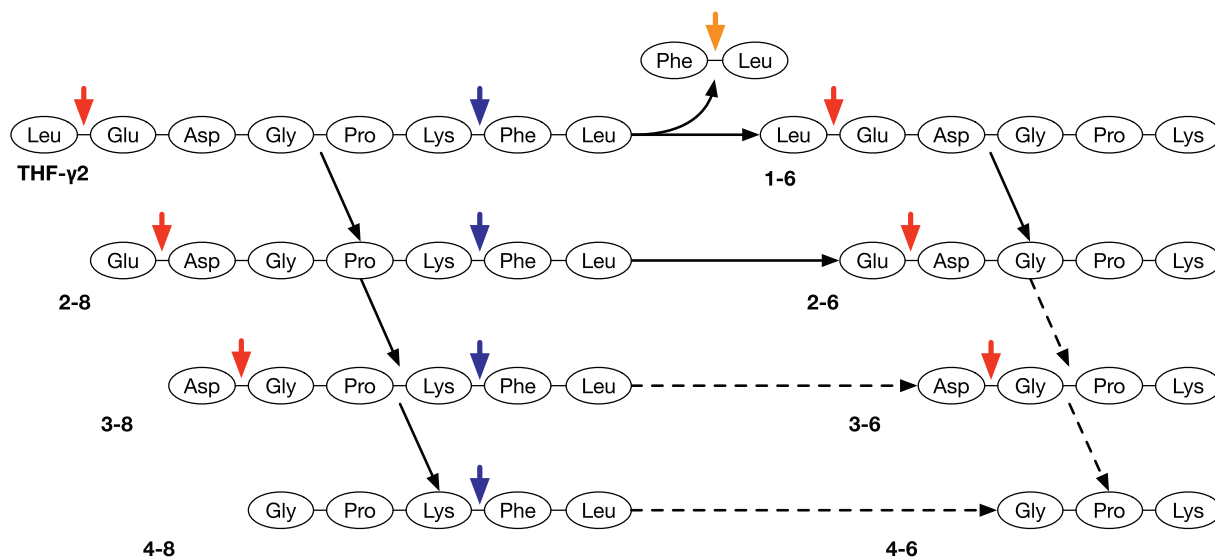 Phe Leu
Leu Glu Asp Gly Pro Lys Phe Leu Leu Glu Asp Gly Pro Lys
THF-γ2 1-6
Glu Asp Gly Pro Lys Phe Leu Glu Asp Gly Pro Lys
2-8 2-6
Asp Gly Pro Lys Phe Leu Asp Gly Pro Lys
3-8 3-6
Gly Pro Lys Phe Leu Gly Pro Lys
4-8 4-6